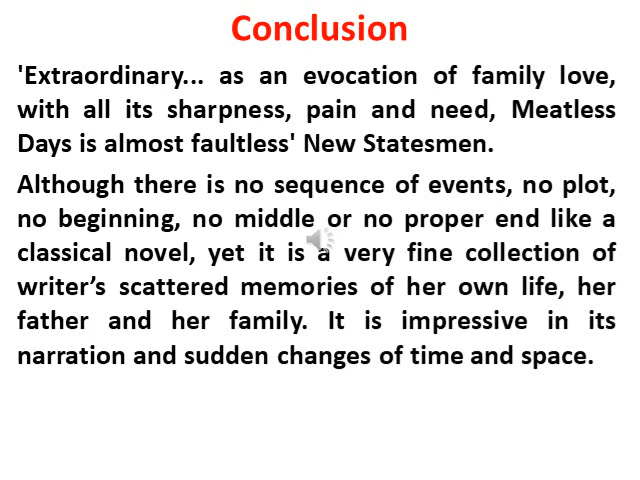 Conclusion
'Extraordinary... as an evocation of family love,
with all its sharpness, pain and need, Meatless
Days is almost faultless' New Statesmen.
Although there is no sequence of events, no plot,
no beginning, no middle or no proper end like a
classical novel, yet it is a very fine collection of
writer’s scattered memories of her own life, her
father and her family. It is impressive in its
narration and sudden changes of time and space.